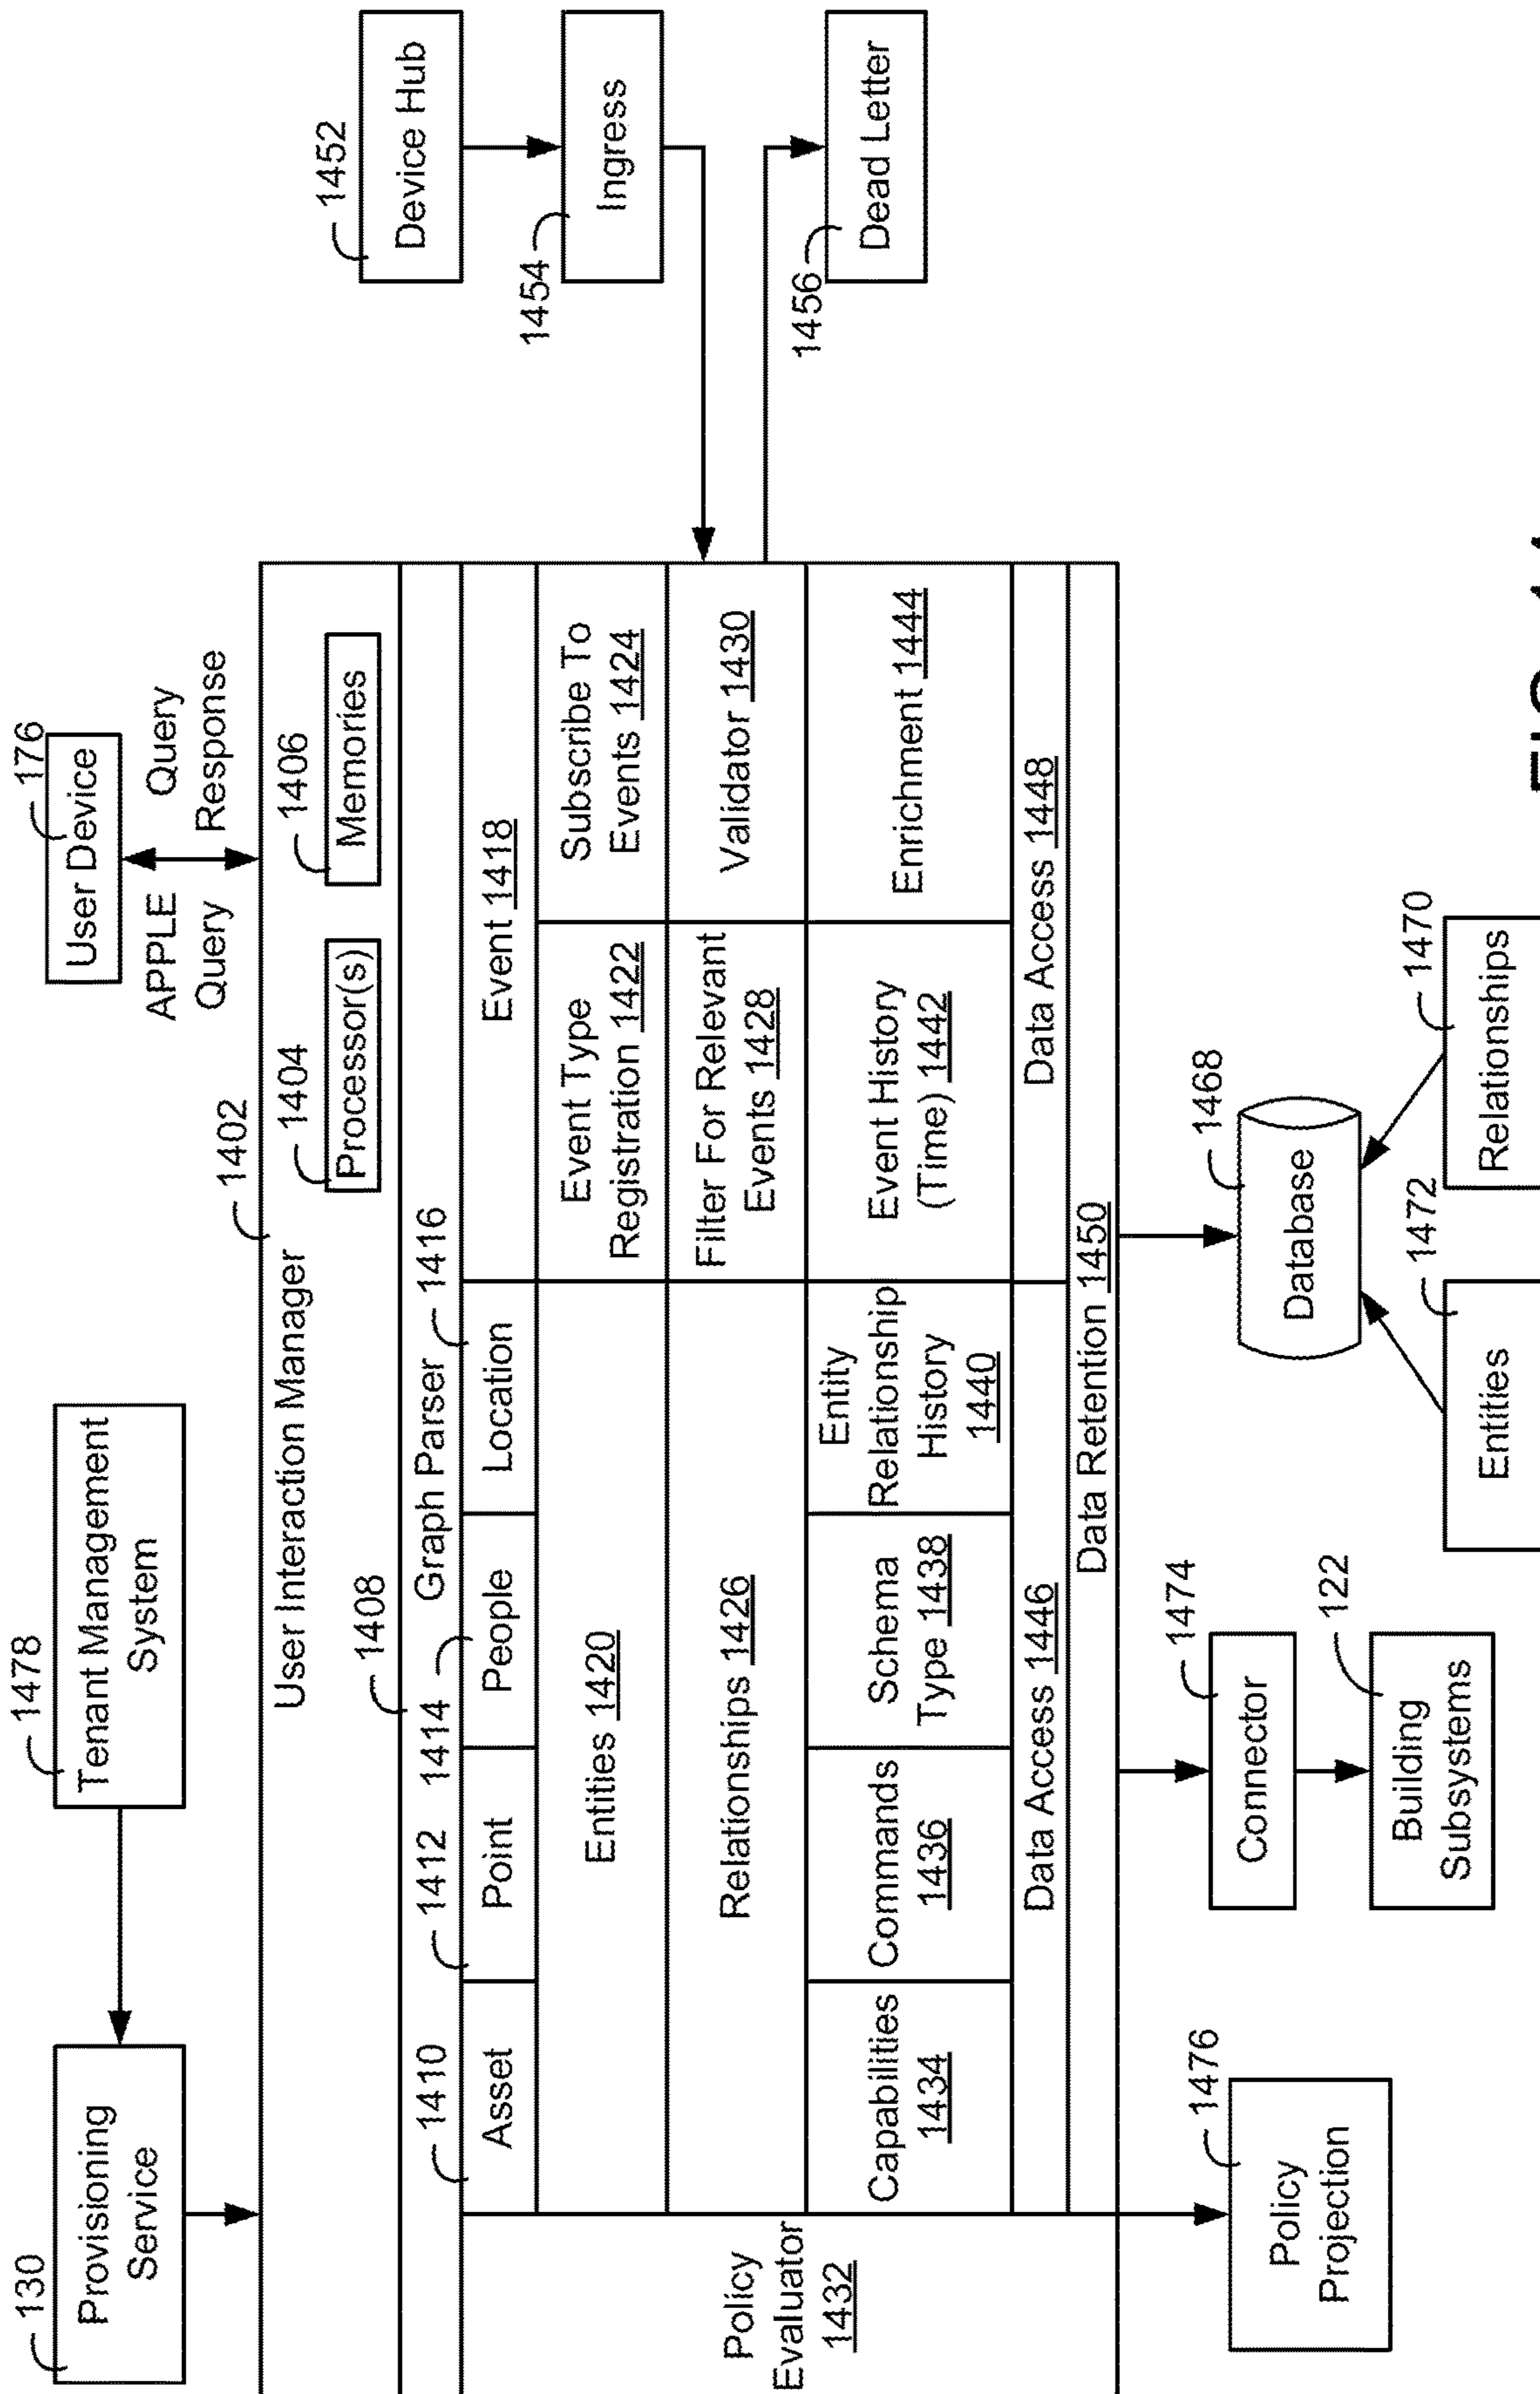 1478
Tenant Management
System
130
Provisioning
Service
176
User Device
APPLE
Query
Query
Response
1402
User Interaction Manager
1404
Processor(s)
1406
Memories
1408
Graph Parser
1410
Asset
1412
Point
1414
People
1416
Location
Event 1418
Entities 1420
Event Type
Registration 1422
Subscribe To
Events 1424
Relationships 1426
Filter For Relevant
Events 1428
Validator 1430
Policy
Evaluator
1432
Capabilities
1434
Commands
1436
Schema
Type 1438
Entity
Relationship
History
1440
Event History
(Time) 1442
Enrichment 1444
Data Access 1446
Data Access 1448
Data Retention 1450
1452
Device Hub
1454
Ingress
1456
Dead Letter
1476
Policy
Projection
1474
Connector
122
Building
Subsystems
1468
Database
1472
Entities
1470
Relationships